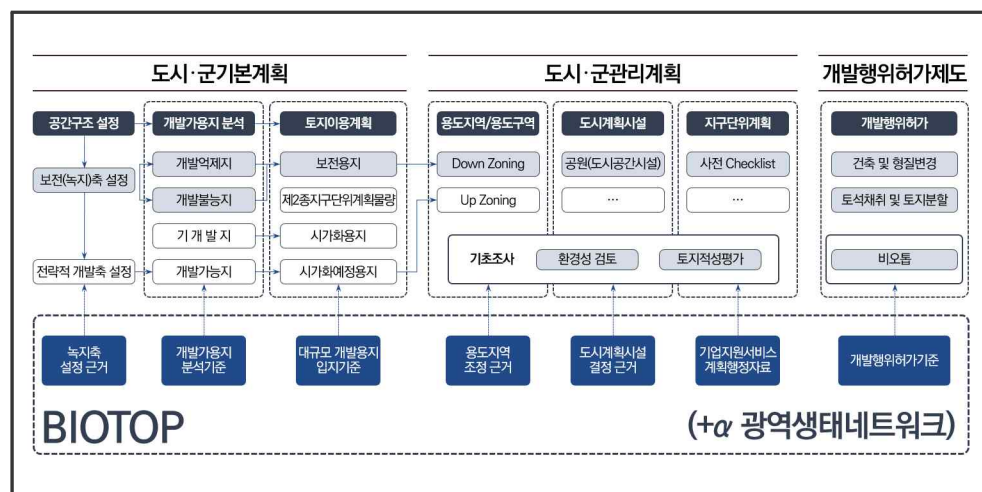 도시·군기본계획
도시·군관리계획
개발행위허가제도
공간구조 설정
개발가용지 분석
토지이용계획
용도지역/용도구역
도시계획시설
지구단위계획
개발행위허가
보전(녹지)축 설정
개발억제지
보전용지
Down Zoning
공원(도시공간시설)
사전 Checklist
건축 및 형질변경
개발불능지
제2종지구단위계획물량
Up Zoning
…
…
토석채취 및 토지분할
기 개 발 지
시가화용지
전략적 개발축 설정
개발가능지
시가화예정용지
기초조사
환경성 검토
토지적성평가
비오톱
녹지축
설정 근거
개발가용지
분석기준
대규모 개발용지
입지기준
용도지역
조정 근거
도시계획시설
결정 근거
기업지원서비스
계획행정자료
개발행위허가기준
BIOTOP
(+α 광역생태네트워크)